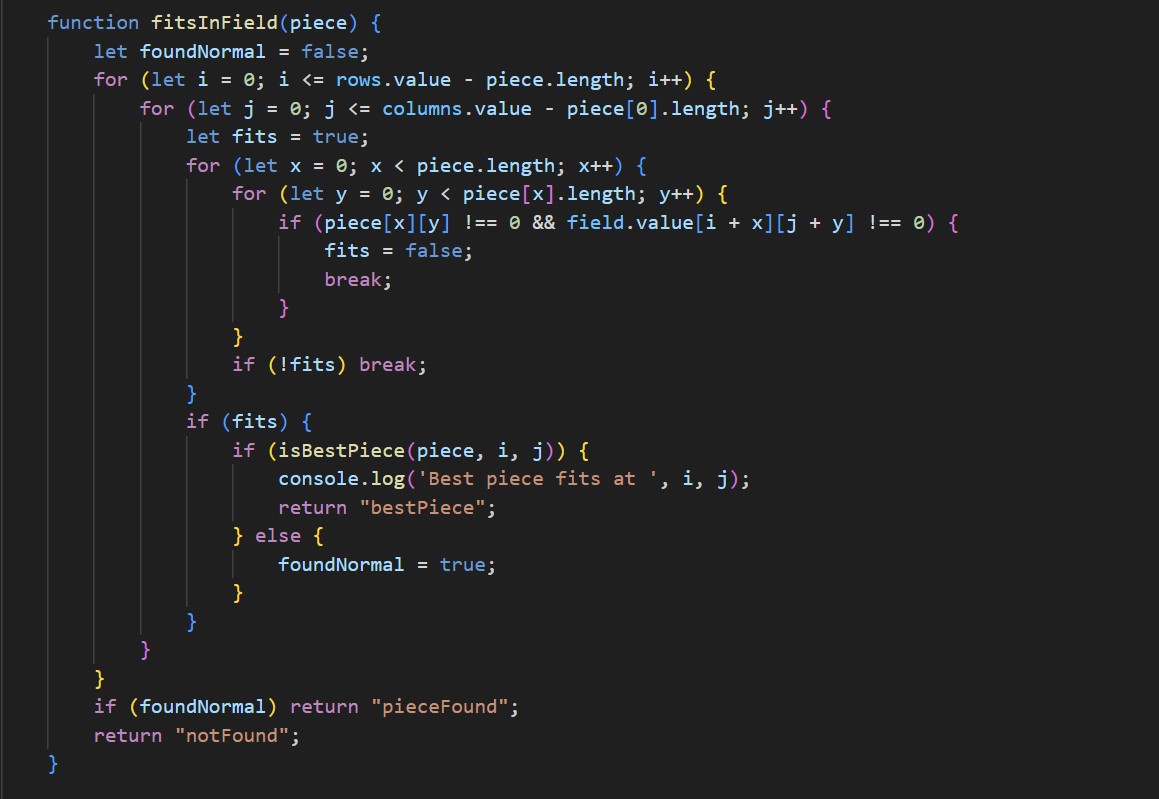 function fitsInField(piece) {
    let foundNormal = false;
    for (let i = 0; i <= rows.value - piece.length; i++) {
        for (let j = 0; j <= columns.value - piece[0].length; j++) {
            let fits = true;
            for (let x = 0; x < piece.length; x++) {
                for (let y = 0; y < piece[x].length; y++) {
                    if (piece[x][y] !== 0 && field.value[i + x][j + y] !== 0) {
                        fits = false;
                        break;
                    }
                }
                if (!fits) break;
            }
            if (fits) {
                if (isBestPiece(piece, i, j)) {
                    console.log('Best piece fits at ', i, j);
                    return "bestPiece";
                } else {
                    foundNormal = true;
                }
            }
        }
    }
    if (foundNormal) return "pieceFound";
    return "notFound";
}